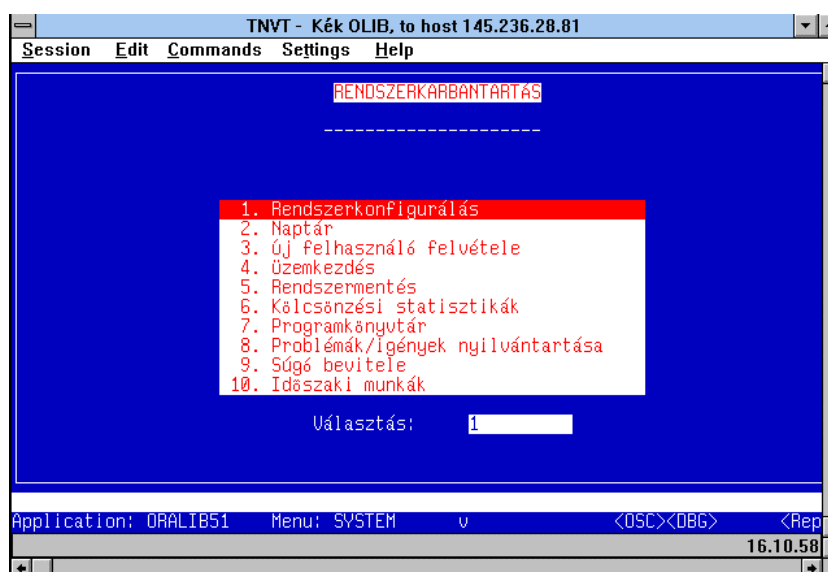 TNVT - Kék OLIB, to host 145.236.28.81
Session Edit Commands Settings Help
RENDSZERKARBANTARTÁS
---------------------
1. Rendszerkonfigurálás
2. Naptár
3. új felhasználó felvétele
4. üzemkezdés
5. Rendszermentés
6. Kölcsönzési statisztikák
7. Programkönyvtár
8. Problémák/igények nyilvántartása
9. Súgó bevitele
10. Idöszaki munkák
Választás: 1
Application: ORALIB51 Menu: SYSTEM v <OSC><DBG> <Rep
16.10.58